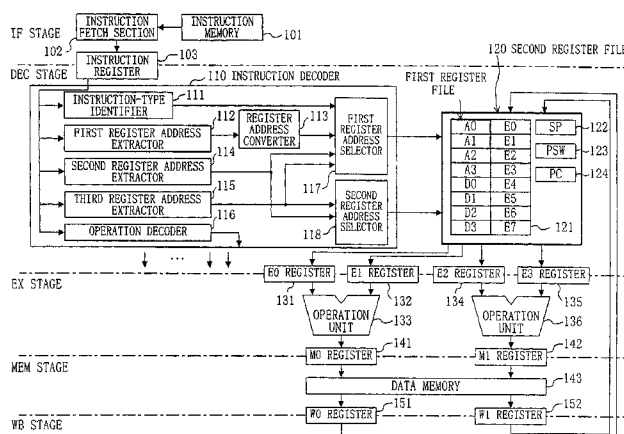 IF STAGE
INSTRUCTION
FETCH SECTION
INSTRUCTION
MEMORY
102
101
103
INSTRUCTION
REGISTER
DEC STAGE
110 INSTRUCTION DECODER
INSTRUCTION-TYPE
IDENTIFIER
111
FIRST REGISTER ADDRESS
EXTRACTOR
112
REGISTER
ADDRESS
CONVERTER
113
SECOND REGISTER ADDRESS
EXTRACTOR
114
THIRD REGISTER ADDRESS
EXTRACTOR
115
OPERATION DECODER
116
FIRST
REGISTER
ADDRESS
SELECTOR
117
SECOND
REGISTER
ADDRESS
SELECTOR
118
120 SECOND REGISTER FILE
FIRST REGISTER
FILE
A0 E0
A1 E1
A2 E2
A3 E3
D0 E4
D1 E5
D2 E6
D3 E7
121
SP 122
PSW 123
PC 124
...
EX STAGE
E0 REGISTER
E1 REGISTER
E2 REGISTER
E3 REGISTER
131
132
134
135
OPERATION
UNIT
133
OPERATION
UNIT
136
M0 REGISTER
141
M1 REGISTER
142
MEM STAGE
DATA MEMORY
143
W0 REGISTER
151
W1 REGISTER
152
WB STAGE